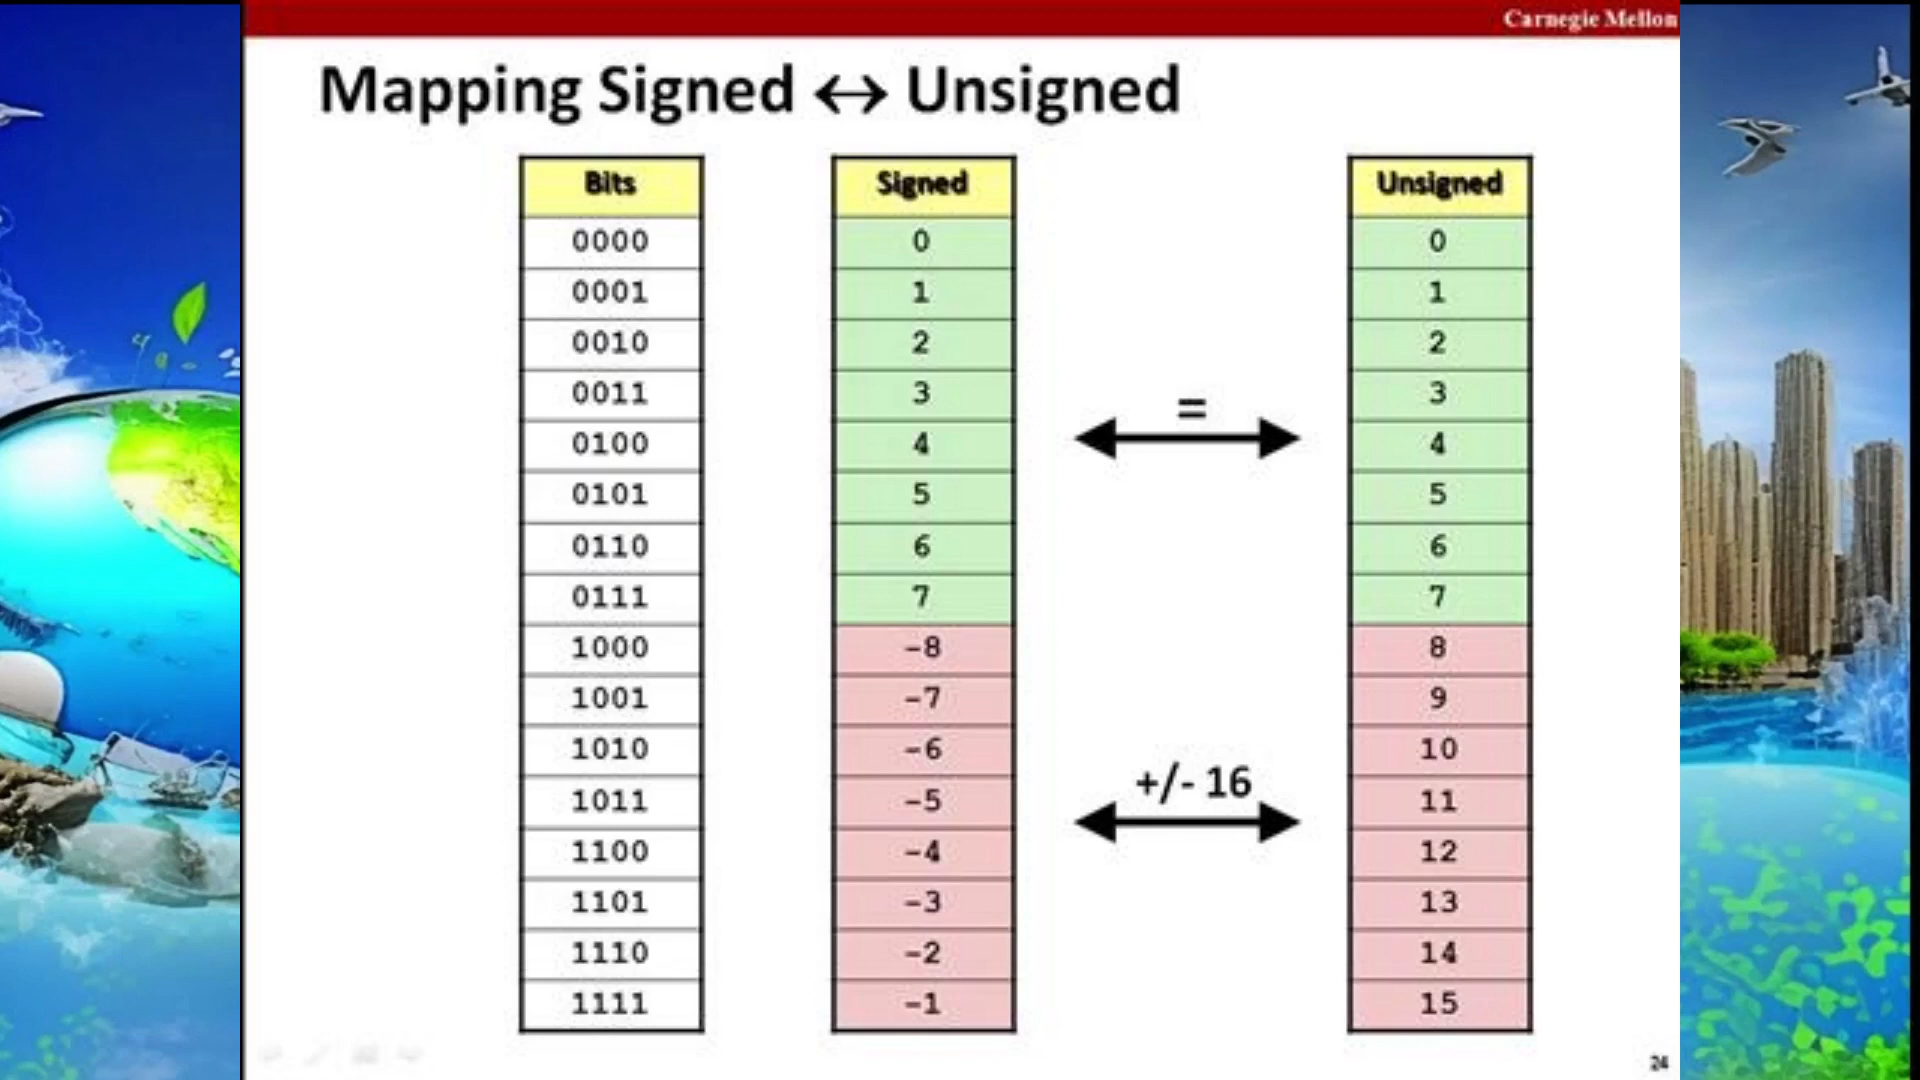 Carnegie Mellon
Mapping Signed ↔ Unsigned
Bits Signed Unsigned
0000 0 0
0001 1 1
0010 2 2
0011 3 3
=
0100 4 4
0101 5 5
0110 6 6
0111 7 7
1000 -8 8
1001 -7 9
1010 -6 10
+/- 16
1011 -5 11
1100 -4 12
1101 -3 13
1110 -2 14
1111 -1 15
24